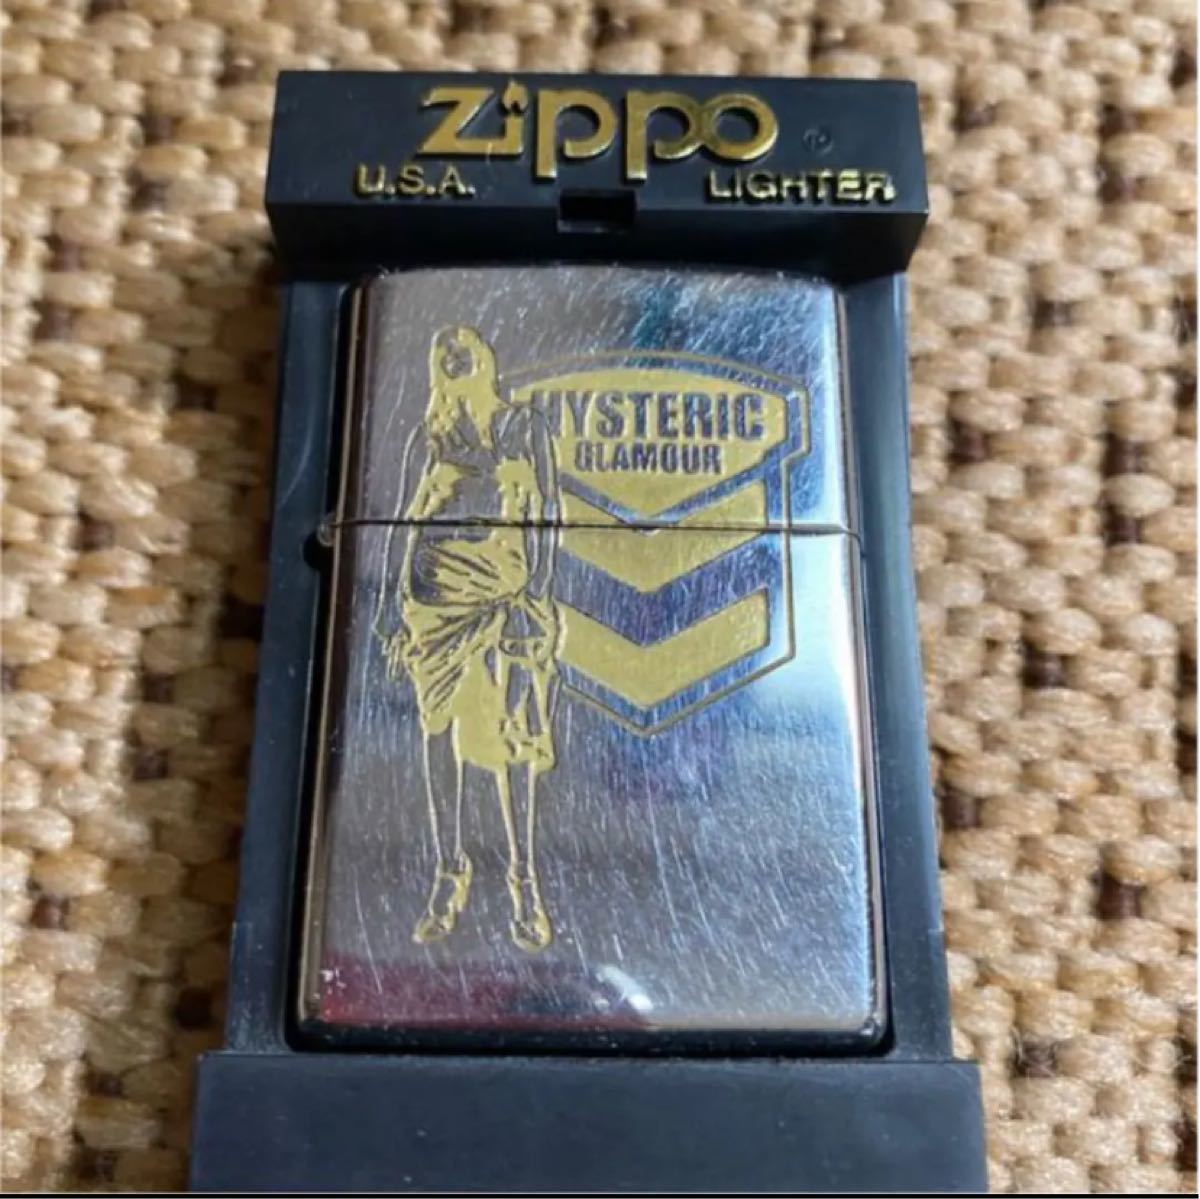 zippo ®
U.S.A. LIGHTER
HYSTERIC
GLAMOUR